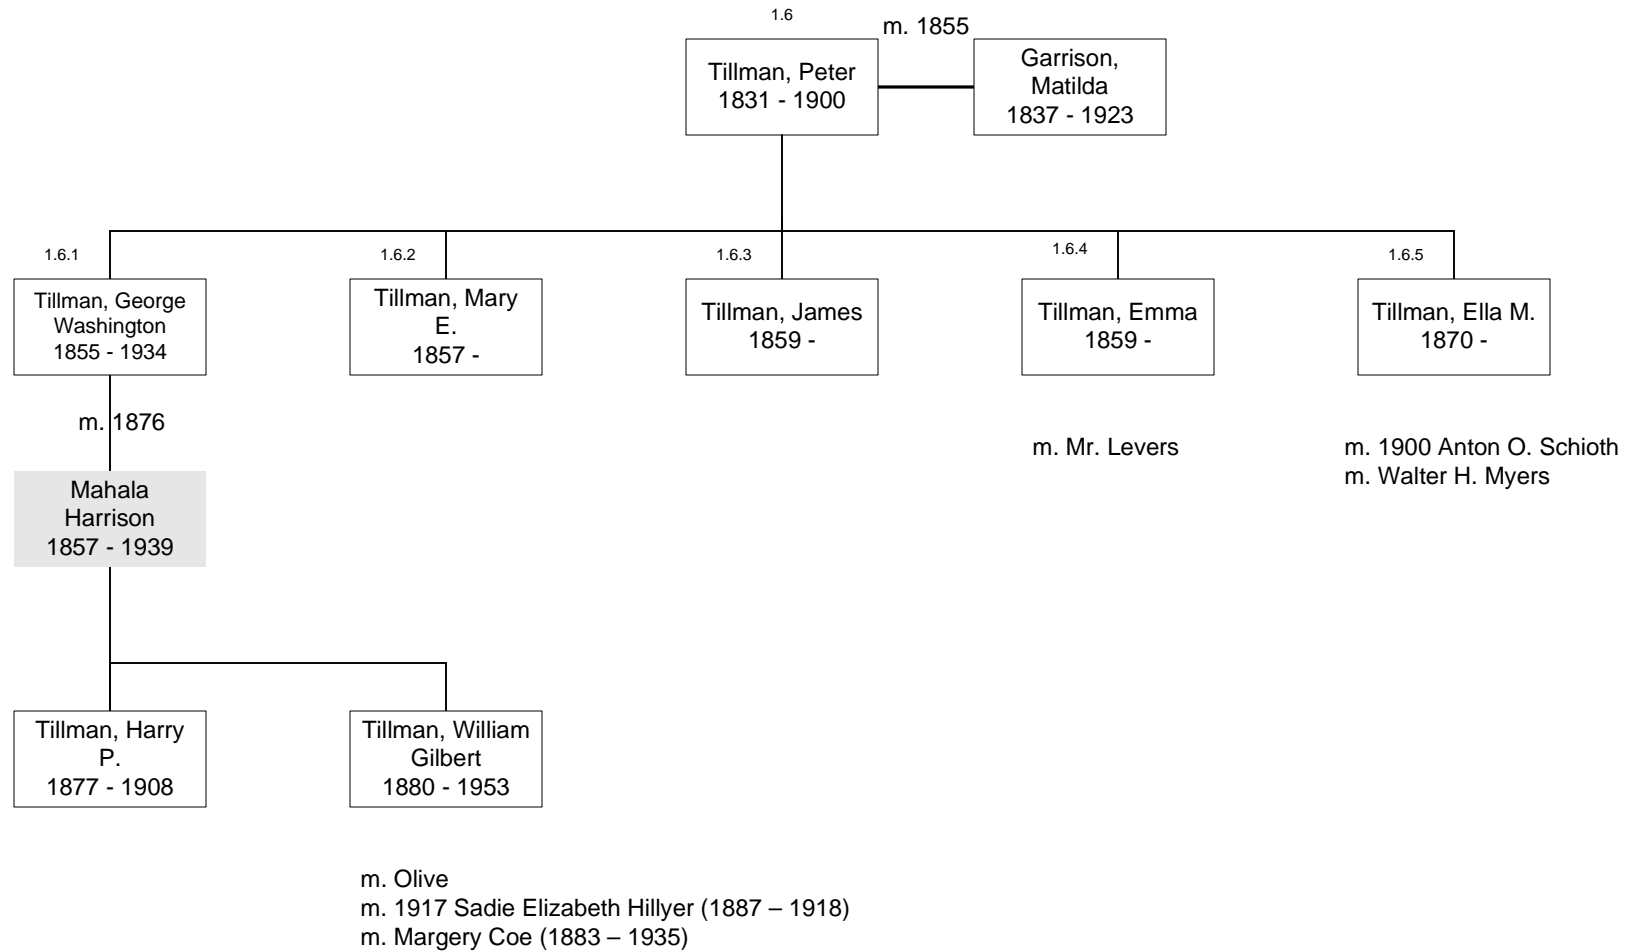 1.6
m. 1855
Tillman, Peter
1831 - 1900
Garrison,
Matilda
1837 - 1923
1.6.1
Tillman, George
Washington
1855 - 1934
1.6.2
Tillman, Mary
E.
1857 -
1.6.3
Tillman, James
1859 -
1.6.4
Tillman, Emma
1859 -
1.6.5
Tillman, Ella M.
1870 -
m. 1876
m. Mr. Levers
m. 1900 Anton O. Schioth
m. Walter H. Myers
Mahala
Harrison
1857 - 1939
Tillman, Harry
P.
1877 - 1908
Tillman, William
Gilbert
1880 - 1953
m. Olive
m. 1917 Sadie Elizabeth Hillyer (1887 – 1918)
m. Margery Coe (1883 – 1935)